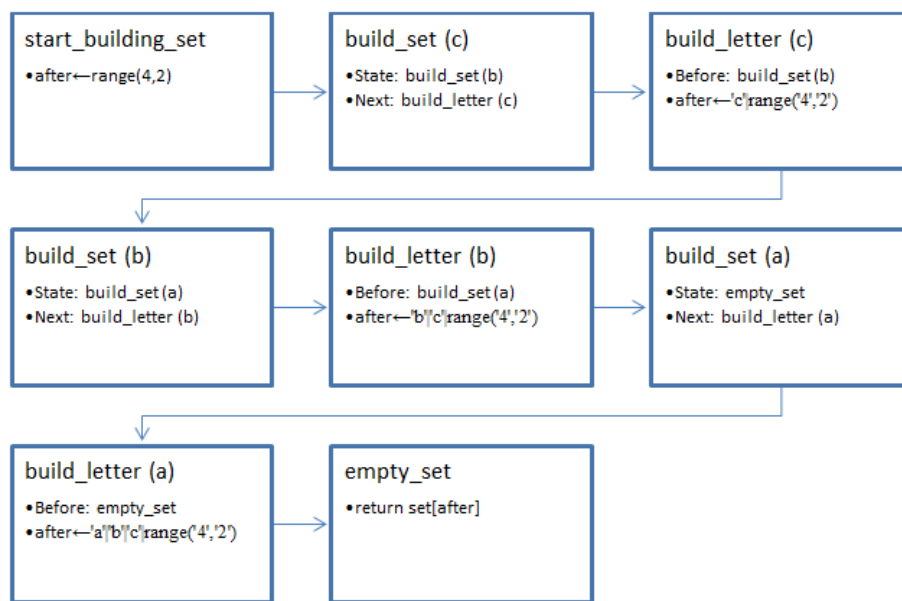 start_building_set
•after←range(4,2)
build_set (c)
•State: build_set(b)
•Next: build_letter (c)
build_letter (c)
•Before: build_set(b)
•after←'c'|range('4','2')
build_set (b)
•State: build_set(a)
•Next: build_letter (b)
build_letter (b)
•Before: build_set(a)
•after←'b'|'c'|range('4','2')
build_set (a)
•State: empty_set
•Next: build_letter (a)
build_letter (a)
•Before: empty_set
•after←'a'|'b'|'c'|range('4','2')
empty_set
•return set[after]